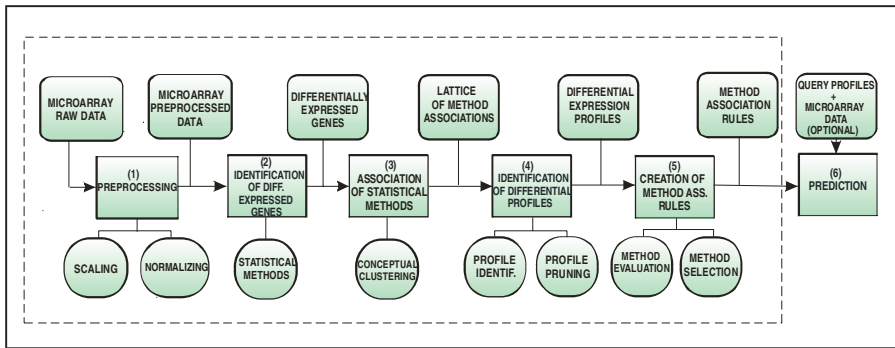 MICROARRAY
RAW DATA
MICROARRAY
PREPROCESSED
DATA
DIFFERENTIALLY
EXPRESSED
GENES
LATTICE
OF METHOD
ASSOCIATIONS
DIFFERENTIAL
EXPRESSION
PROFILES
METHOD
ASSOCIATION
RULES
QUERY PROFILES
+
MICROARRAY
DATA
(OPTIONAL)
(1)
PREPROCESSING
(2)
IDENTIFICATION
OF DIFF.
EXPRESSED
GENES
(3)
ASSOCIATION
OF STATISTICAL
METHODS
(4)
IDENTIFICATION
OF DIFFERENTIAL
PROFILES
(5)
CREATION OF
METHOD ASS.
RULES
(6)
PREDICTION
SCALING
NORMALIZING
STATISTICAL
METHODS
CONCEPTUAL
CLUSTERING
PROFILE
IDENTIF.
PROFILE
PRUNING
METHOD
EVALUATION
METHOD
SELECTION